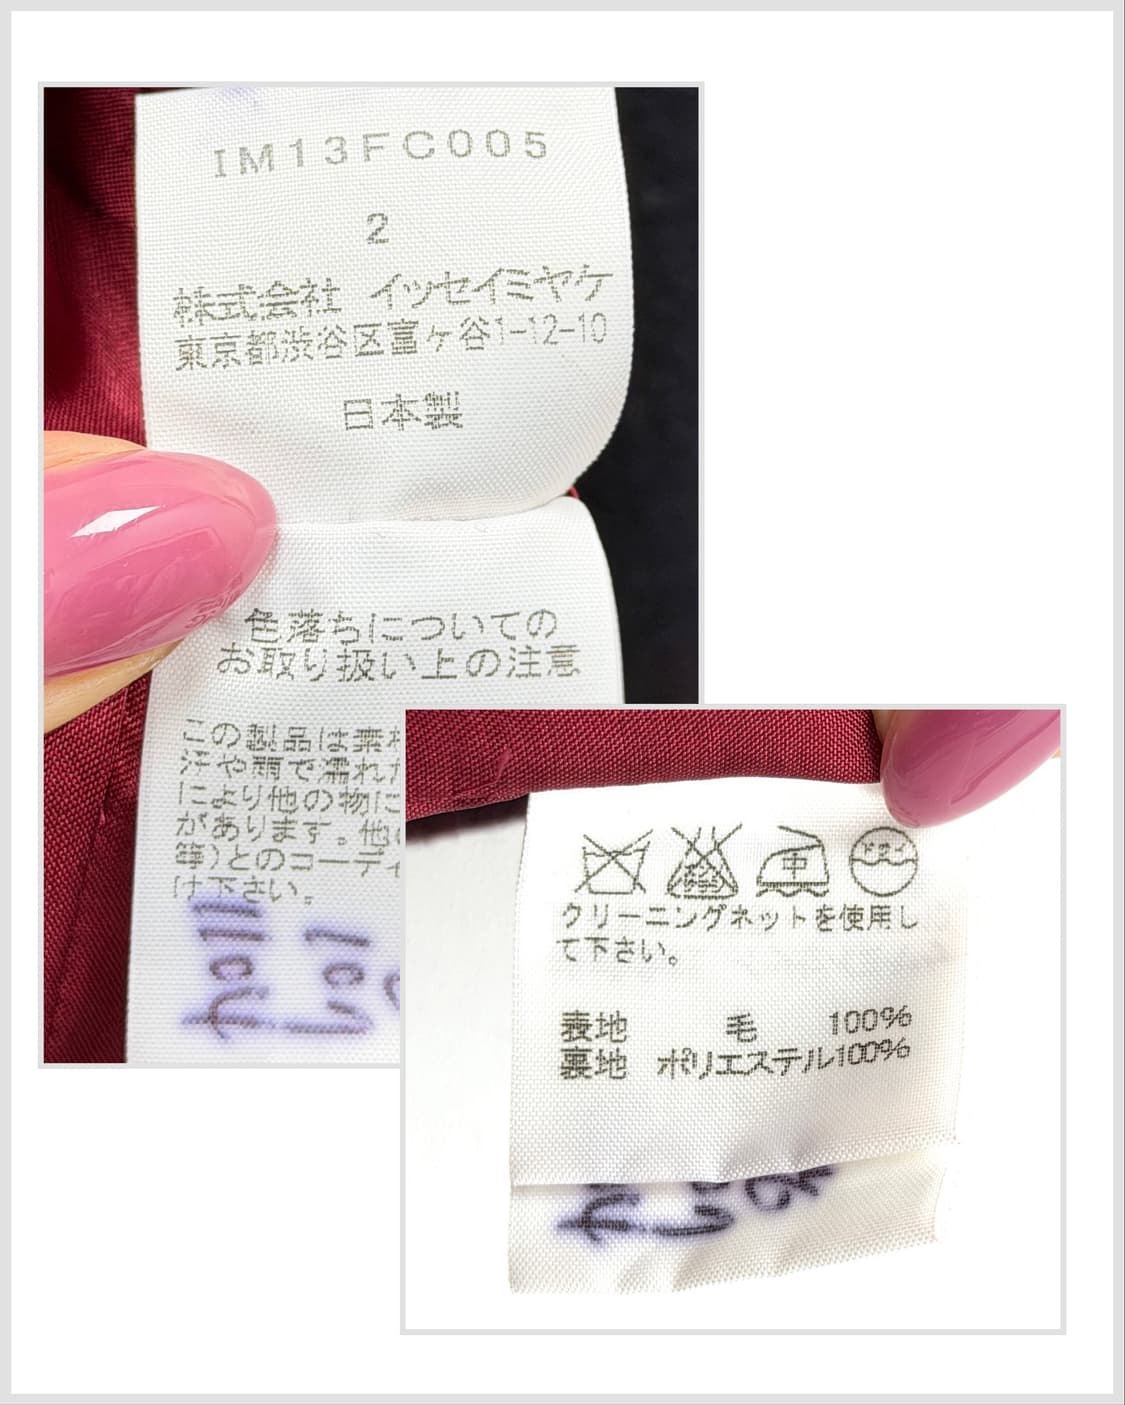 IM13FC005
2
株式会社 イッセイミヤケ
東京都渋谷区富ヶ谷1-12-10
日本製
色落ちについての
お取り扱い上の注意
この製品は素
汗や雨で濡れた
により他の物に
があります。他の
等)とのコーディ
け下さい。
中
ドライ
クリーニングネットを使用し
て下さい。
表地 毛 100%
裏地 ポリエステル100%